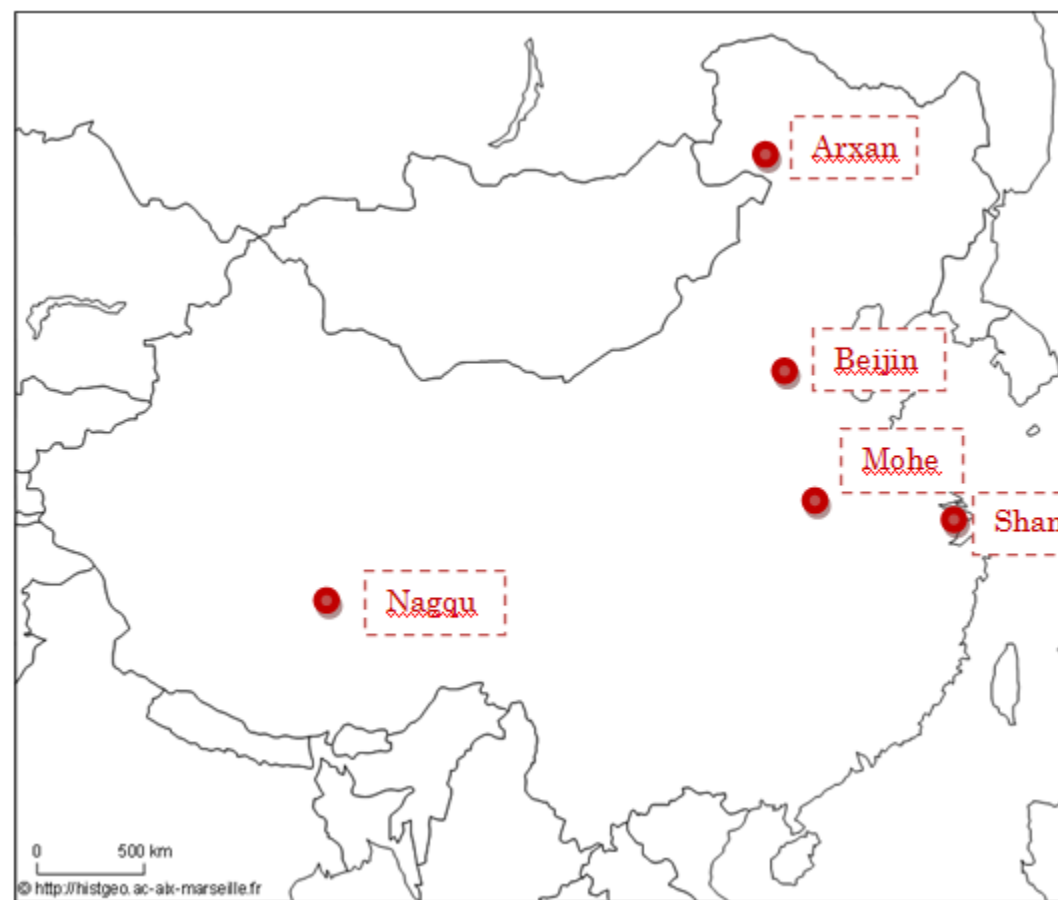 Arxan
Beijin
Mohe
Shan
Nagqu
0 500 km
© http://histgeo.ac-aix-marseille.fr